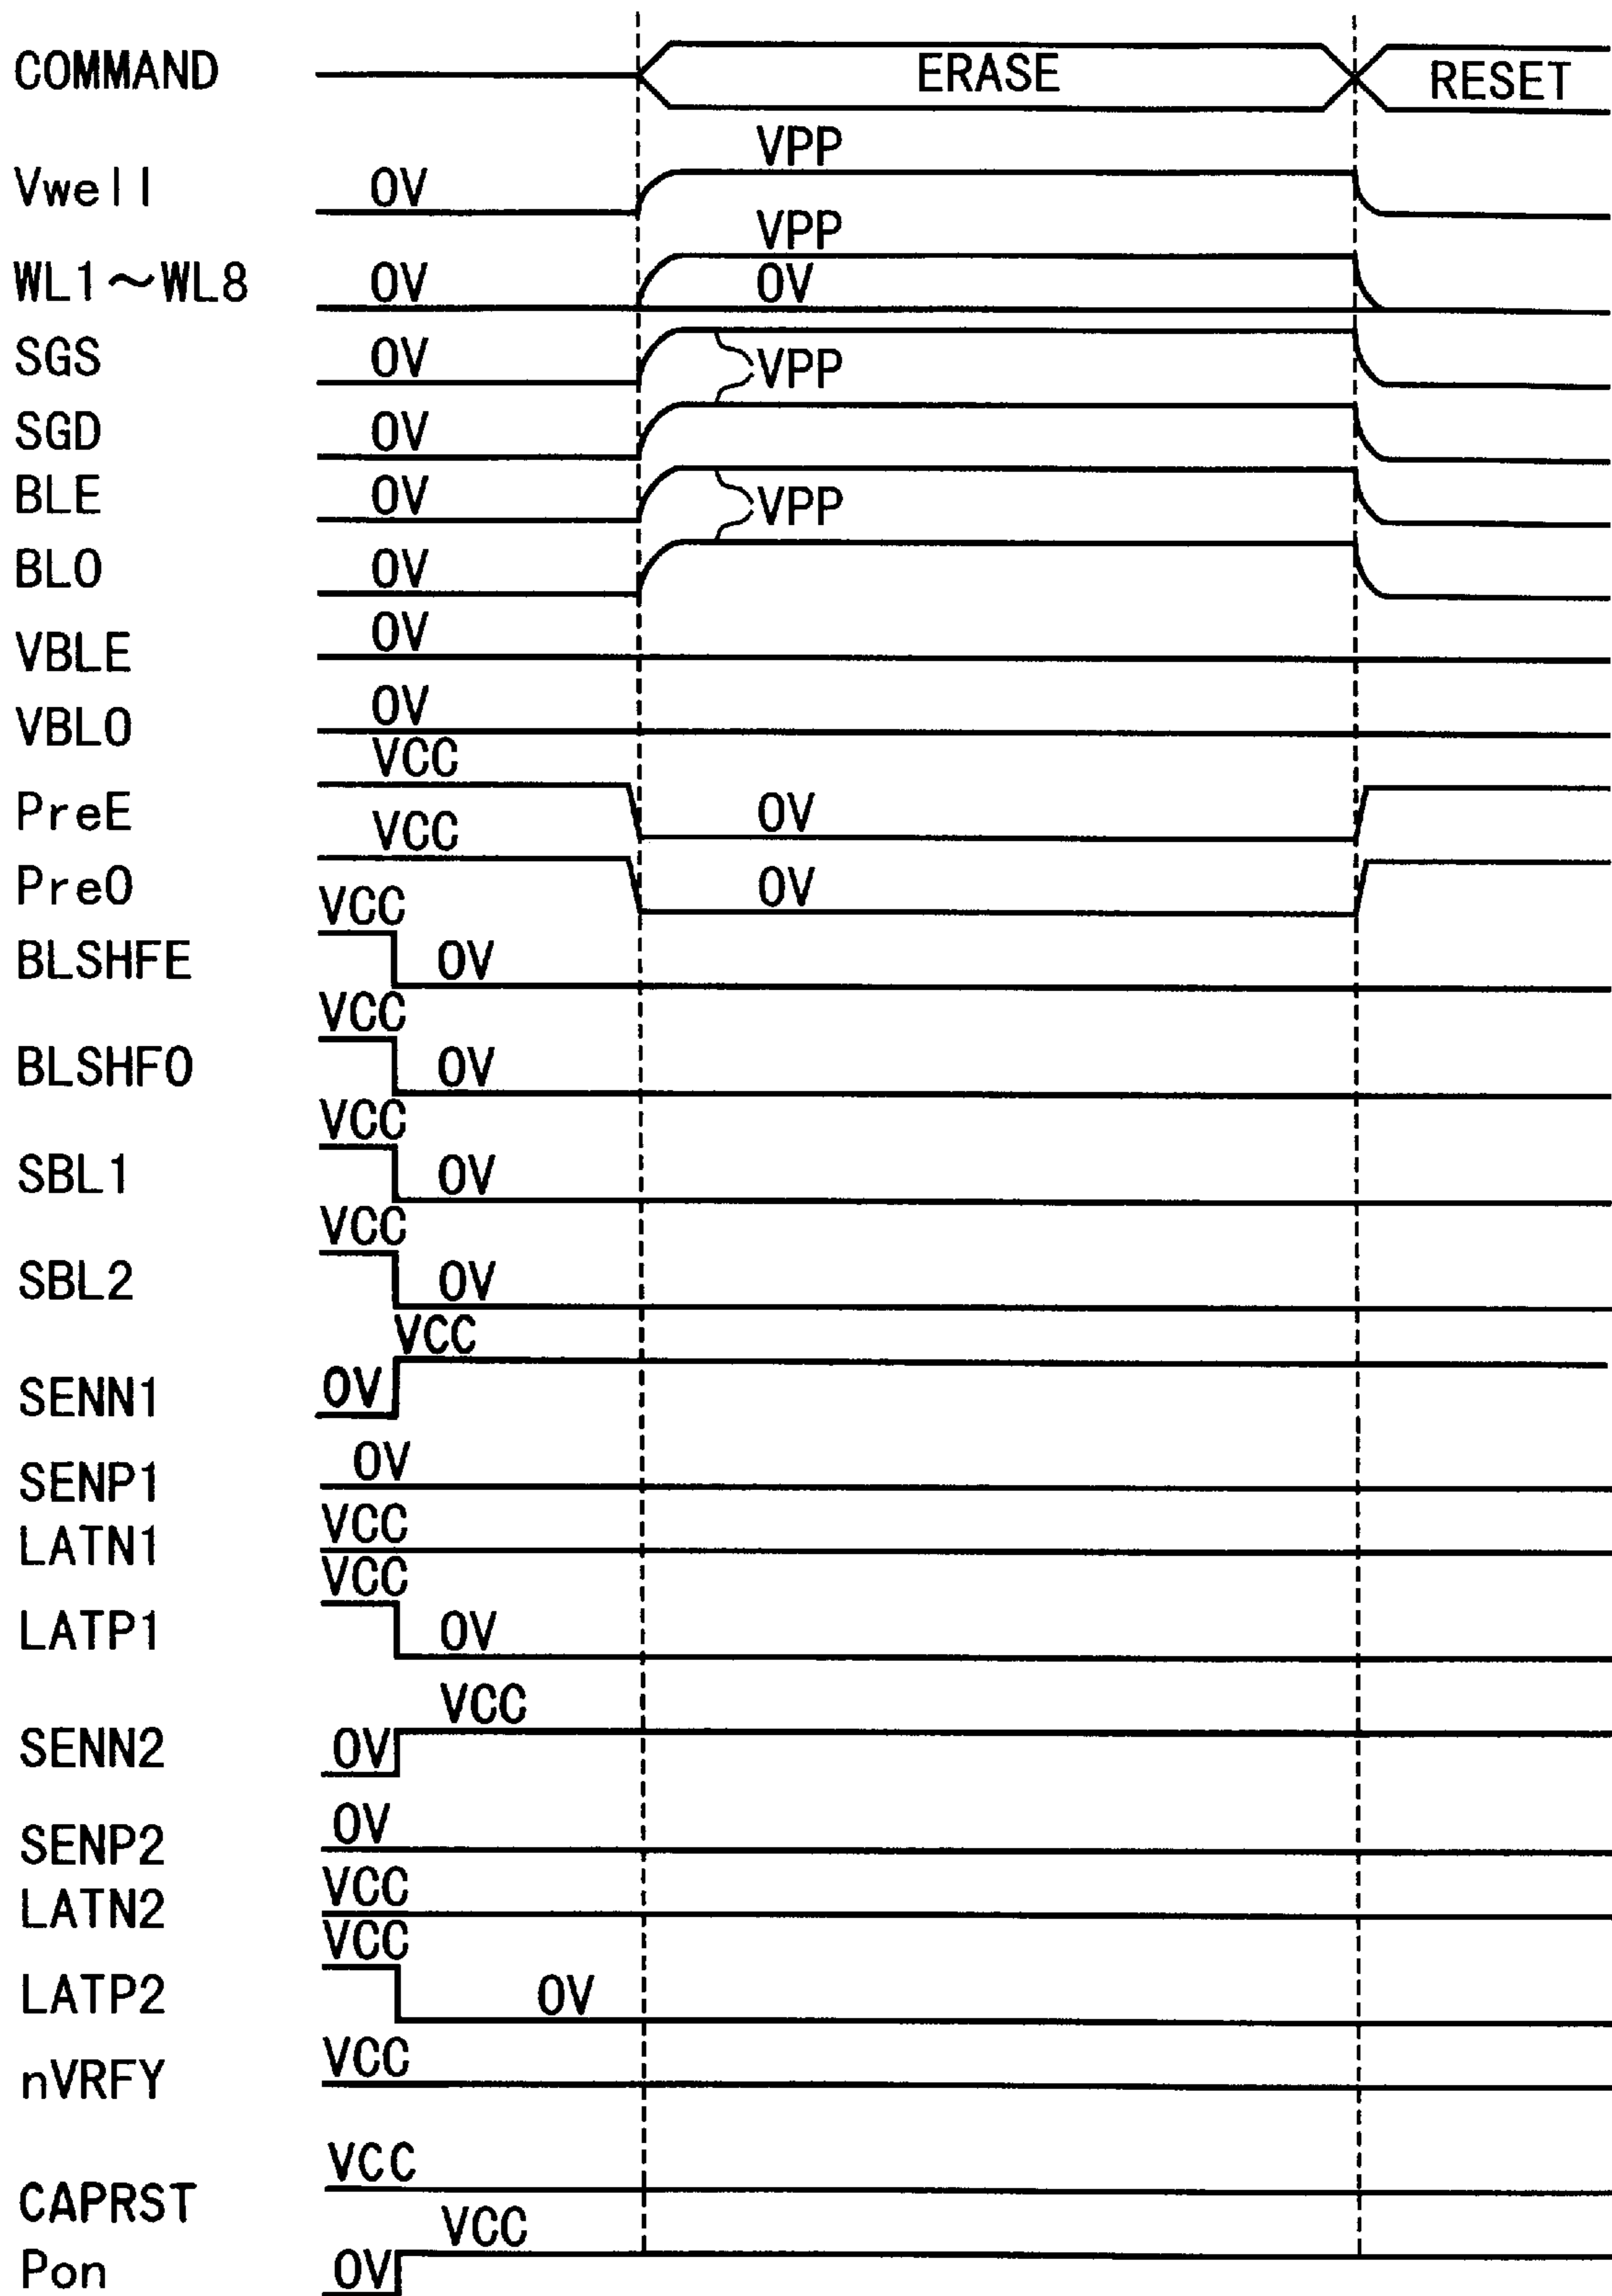 COMMAND ERASE RESET
VPP
Vwell 0V
VPP
WL1~WL8 0V 0V
SGS 0V VPP
SGD 0V
BLE 0V VPP
BLO 0V
0V
VBLE
0V
VBLO
VCC
PreE 0V
VCC
PreO 0V
VCC
BLSHFE 0V
VCC
BLSHFO 0V
VCC
SBL1 0V
VCC
SBL2 0V
VCC
SENN1 0V
0V
SENP1
VCC
LATN1
VCC
LATP1 0V
VCC
SENN2 0V
0V
SENP2
VCC
LATN2
VCC
LATP2 0V
VCC
nVRFY
VCC
CAPRST
VCC
Pon 0V